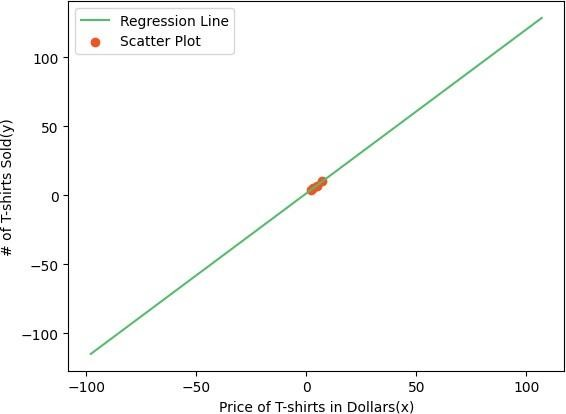 Regression Line
Scatter Plot
100
50
0
−50
−100
# of T-shirts Sold(y)
−100 −50 0 50 100
Price of T-shirts in Dollars(x)